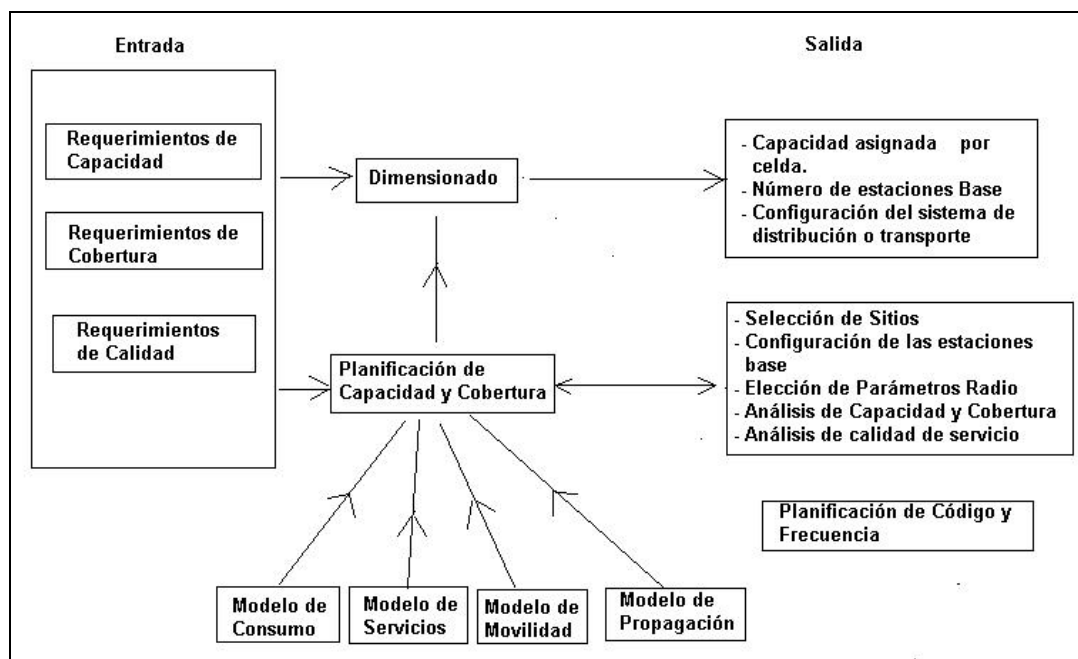 Entrada
Salida
Requerimientos de
Capacidad
Requerimientos de
Cobertura
Requerimientos
de Calidad
Dimensionado
Planificación de
Capacidad y Cobertura
- Capacidad asignada por
celda.
- Número de estaciones Base
- Configuración del sistema de
distribución o transporte
- Selección de Sitios
- Configuración de las estaciones
base
- Elección de Parámetros Radio
- Análisis de Capacidad y Cobertura
- Análisis de calidad de servicio
Planificación de Código y
Frecuencia
Modelo de
Consumo
Modelo de
Servicios
Modelo de
Movilidad
Modelo de
Propagación